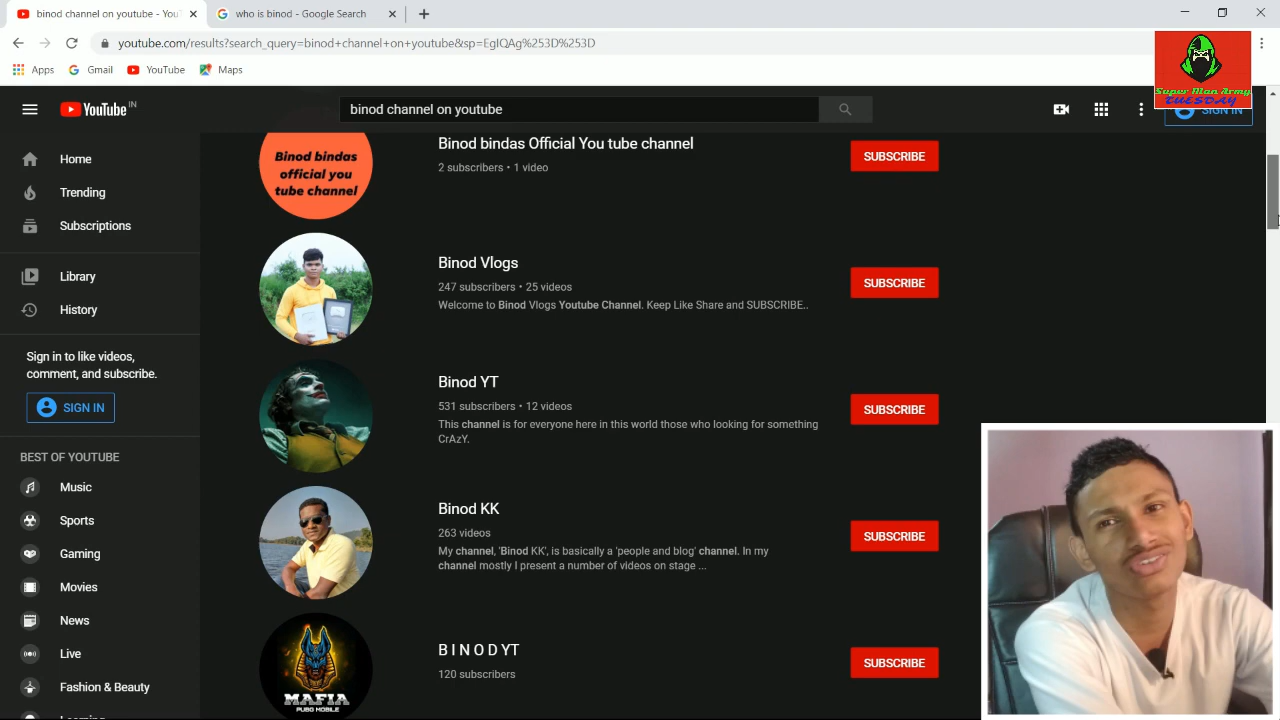 binod channel on youtube - You
who is binod - Google Search
youtube.com/results?search_query=binod+channel+on+youtube&sp=EgIQAg%253D%253D
Apps
Gmail
YouTube
Maps
Super Man Army
TUESDAY
YouTube IN
binod channel on youtube
SIGN IN
Home
Trending
Subscriptions
Library
History
Sign in to like videos,
comment, and subscribe.
SIGN IN
BEST OF YOUTUBE
Music
Sports
Gaming
Movies
News
Live
Fashion & Beauty
Learning
Binod bindas
official you
tube channel
Binod bindas Official You tube channel
2 subscribers • 1 video
SUBSCRIBE
Binod Vlogs
247 subscribers • 25 videos
Welcome to Binod Vlogs Youtube Channel. Keep Like Share and SUBSCRIBE..
SUBSCRIBE
Binod YT
531 subscribers • 12 videos
This channel is for everyone here in this world those who looking for something
CrAzY.
SUBSCRIBE
Binod KK
263 videos
My channel, 'Binod KK', is basically a 'people and blog' channel. In my
channel mostly I present a number of videos on stage ...
SUBSCRIBE
MAFIA
PUBG MOBILE
B I N O D YT
120 subscribers
SUBSCRIBE